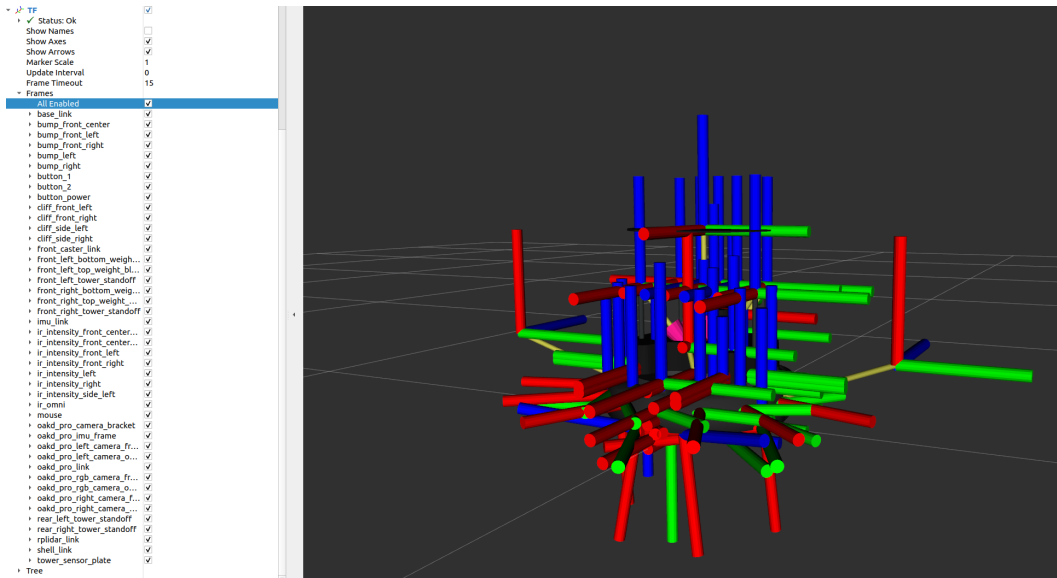 TF
Status: Ok
Show Names
Show Axes
Show Arrows
Marker Scale 1
Update Interval 0
Frame Timeout 15
Frames
All Enabled
base_link
bump_front_center
bump_front_left
bump_front_right
bump_left
bump_right
button_1
button_2
button_power
cliff_front_left
cliff_front_right
cliff_side_left
cliff_side_right
front_caster_link
front_left_bottom_weigh...
front_left_top_weight_bl...
front_left_tower_standoff
front_right_bottom_weig...
front_right_top_weight_...
front_right_tower_standoff
imu_link
ir_intensity_front_center...
ir_intensity_front_center...
ir_intensity_front_left
ir_intensity_front_right
ir_intensity_left
ir_intensity_right
ir_intensity_side_left
ir_omni
mouse
oakd_pro_camera_bracket
oakd_pro_imu_frame
oakd_pro_left_camera_fr...
oakd_pro_left_camera_o...
oakd_pro_link
oakd_pro_rgb_camera_fr...
oakd_pro_rgb_camera_o...
oakd_pro_right_camera_f...
oakd_pro_right_camera_...
rear_left_tower_standoff
rear_right_tower_standoff
rplidar_link
shell_link
tower_sensor_plate
Tree